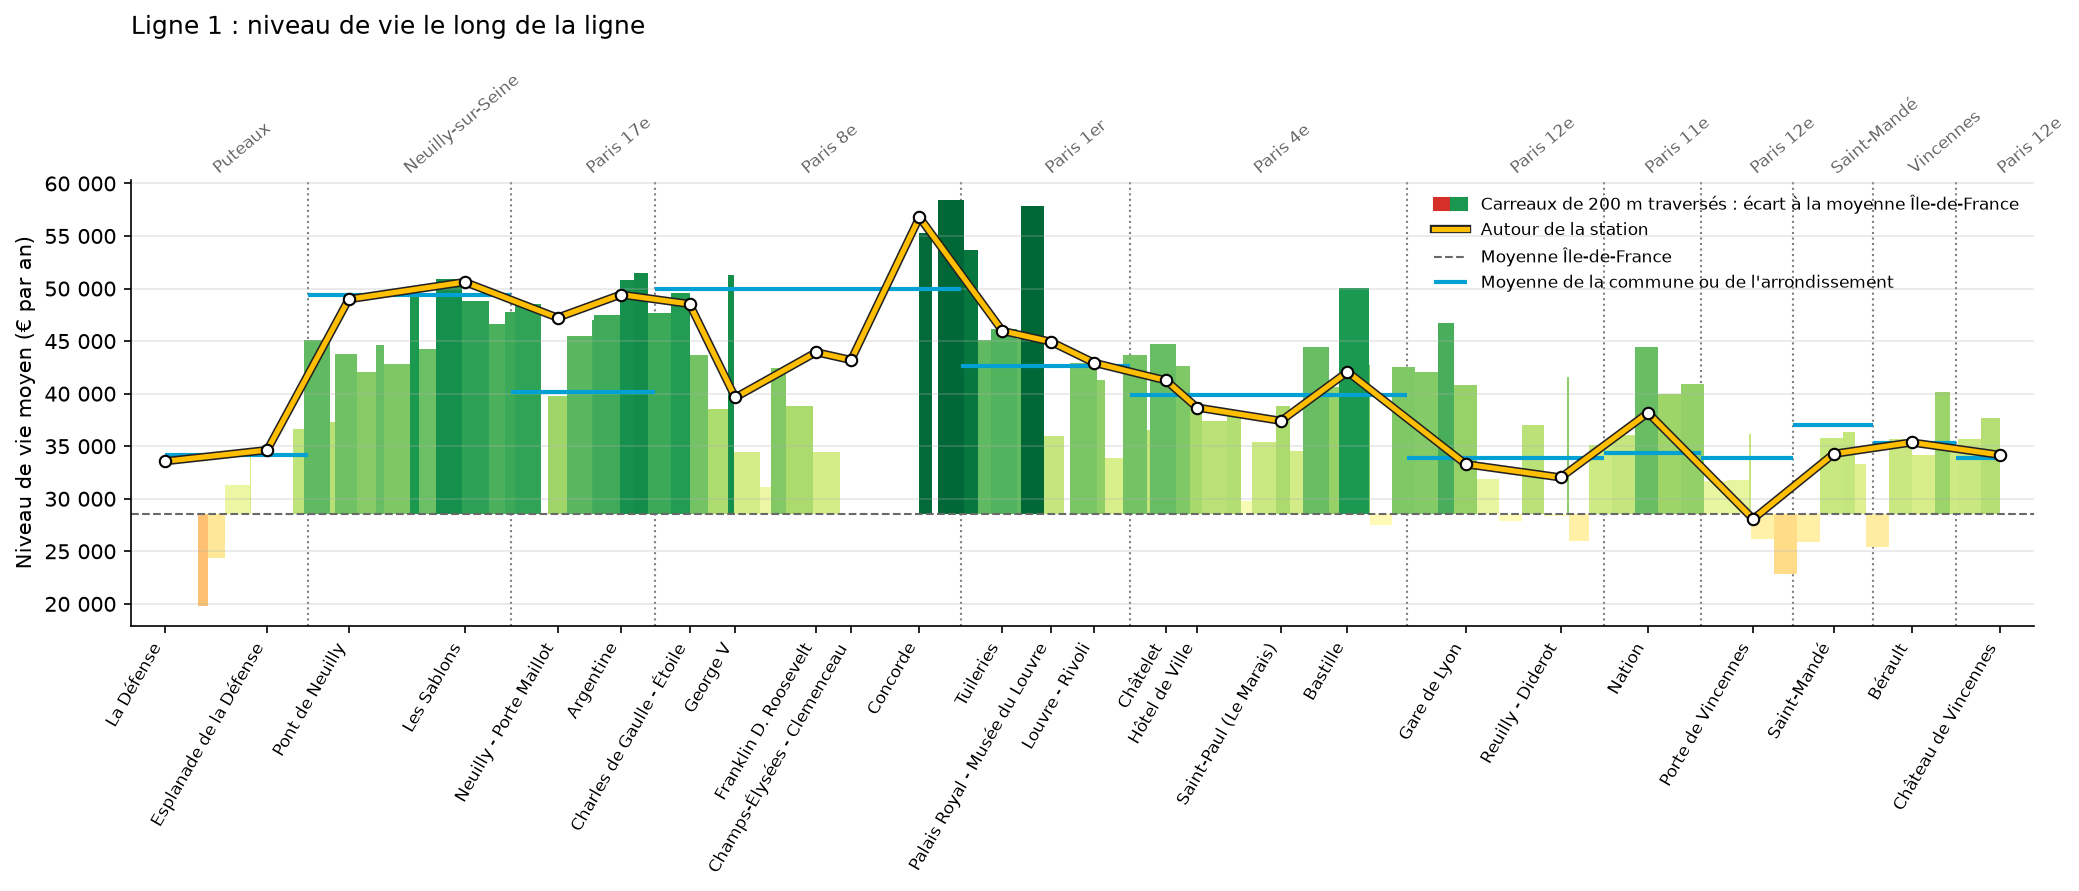 Ligne 1 : niveau de vie le long de la ligne
Puteaux
Neuilly-sur-Seine
Paris 17e
Paris 8e
Paris 1er
Paris 4e
Paris 12e
Paris 11e
Paris 12e
Saint-Mandé
Vincennes
Paris 12e
Niveau de vie moyen (€ par an)
60 000
55 000
50 000
45 000
40 000
35 000
30 000
25 000
20 000
Carreaux de 200 m traversés : écart à la moyenne Île-de-France
Autour de la station
Moyenne Île-de-France
Moyenne de la commune ou de l'arrondissement
La Défense
Esplanade de la Défense
Pont de Neuilly
Les Sablons
Neuilly - Porte Maillot
Argentine
Charles de Gaulle - Étoile
George V
Franklin D. Roosevelt
Champs-Élysées - Clemenceau
Concorde
Tuileries
Palais Royal - Musée du Louvre
Louvre - Rivoli
Châtelet
Hôtel de Ville
Saint-Paul (Le Marais)
Bastille
Gare de Lyon
Reuilly - Diderot
Nation
Porte de Vincennes
Saint-Mandé
Bérault
Château de Vincennes